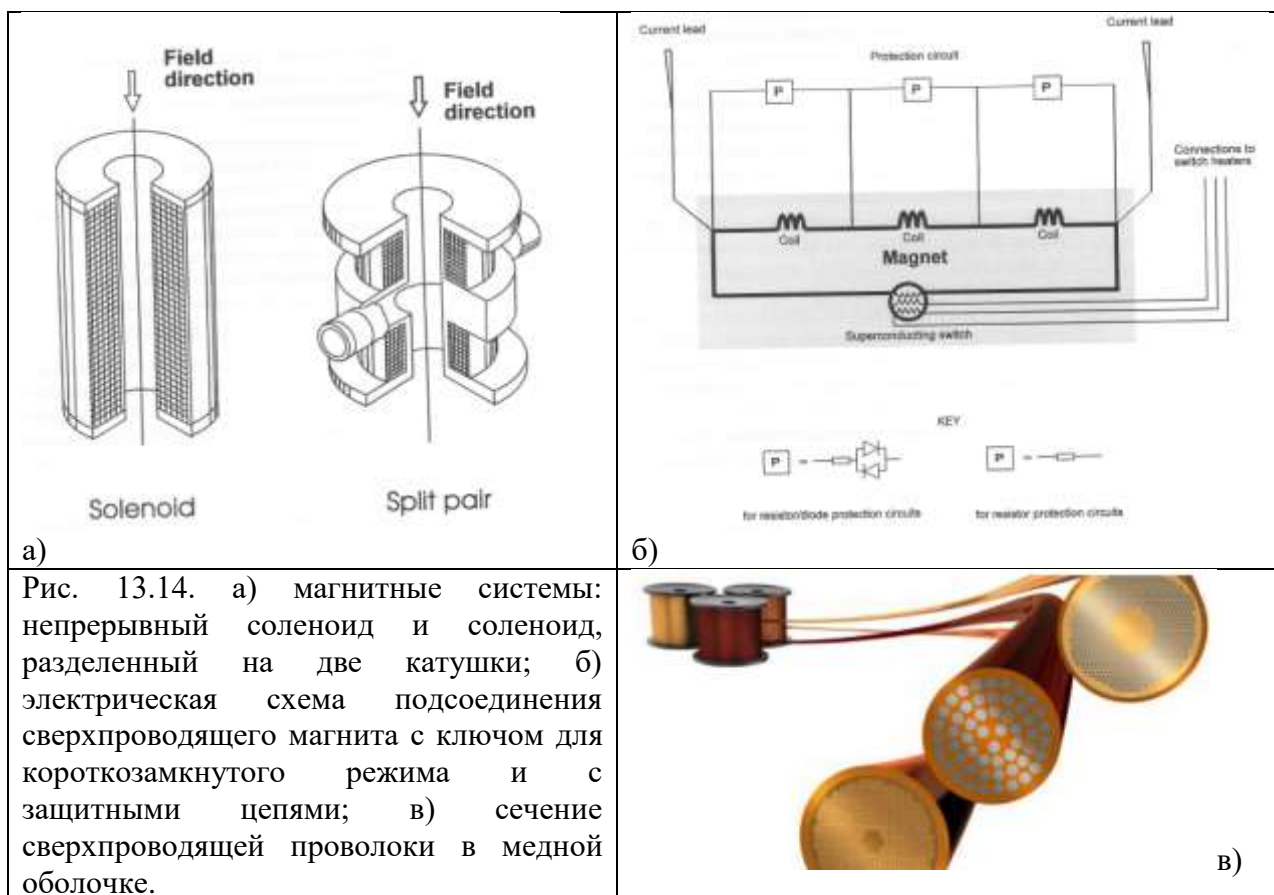 Field
direction
Field
direction
Solenoid
Split pair
а)
Current lead
Current lead
Protection circuit
P
P
P
Connections to
switch heaters
Coil
Coil
Coil
Magnet
Superconducting switch
KEY
P =
P =
for resistor/diode protection circuits
for resistor protection circuits
б)
Рис. 13.14. а) магнитные системы:
непрерывный соленоид и соленоид,
разделенный на две катушки; б)
электрическая схема подсоединения
сверхпроводящего магнита с ключом для
короткозамкнутого режима и с
защитными цепями; в) сечение
сверхпроводящей проволоки в медной
оболочке.
в)